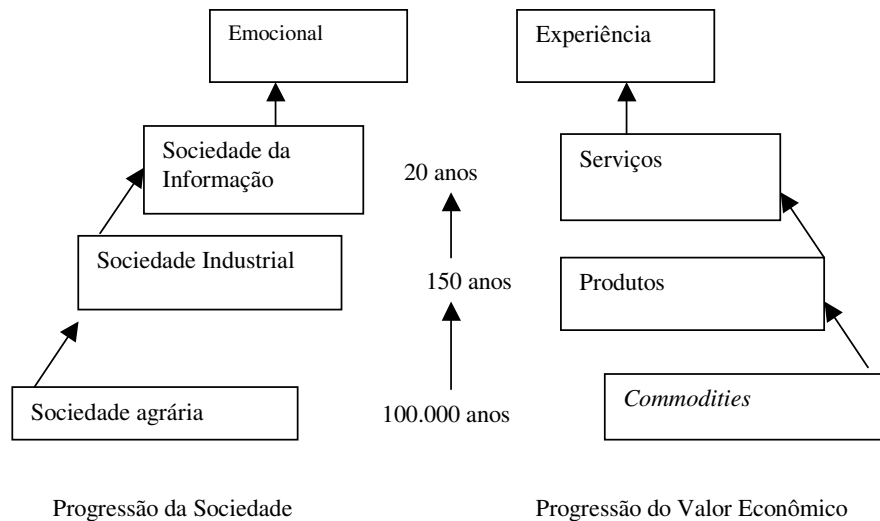 Emocional
Experiência
Sociedade da
Informação
20 anos
Serviços
Sociedade Industrial
150 anos
Produtos
Sociedade agrária
100.000 anos
Commodities
Progressão da Sociedade
Progressão do Valor Econômico